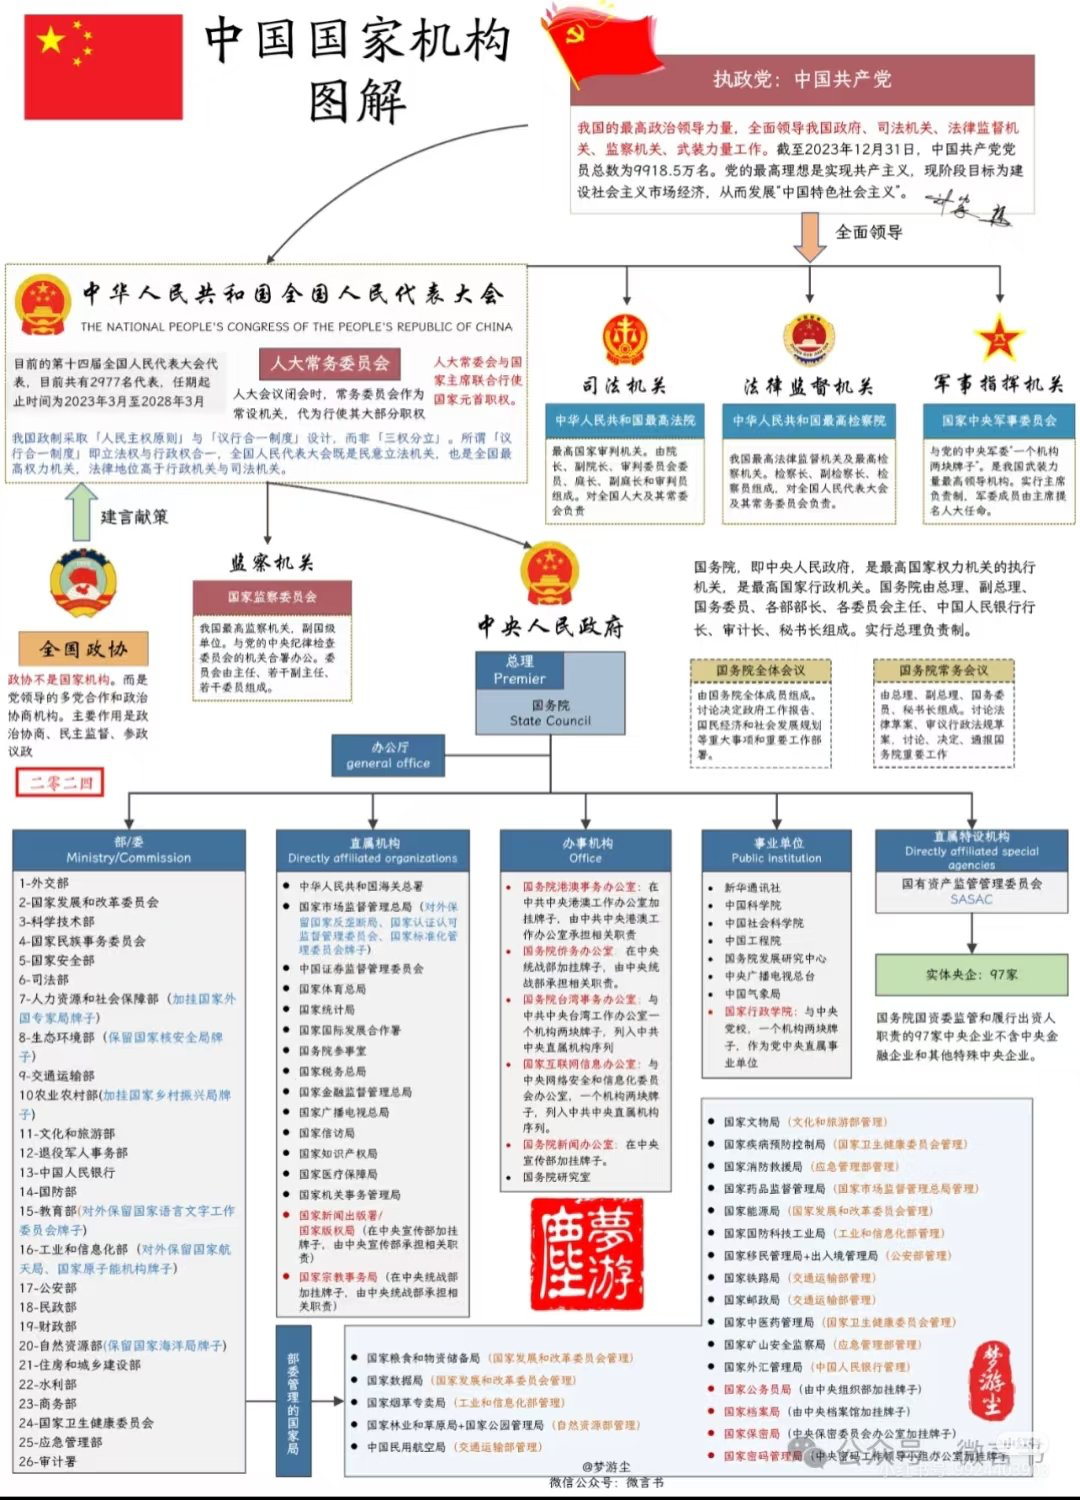 中国国家机构
图解
执政党：中国共产党
我国的最高政治领导力量，全面领导我国政府、司法机关、法律监督机
关、监察机关、武装力量工作。截至2023年12月31日，中国共产党党
员总数为9918.5万名。党的最高理想是实现共产主义，现阶段目标为建
设社会主义市场经济，从而发展“中国特色社会主义”。
全面领导
中华人民共和国全国人民代表大会
THE NATIONAL PEOPLE'S CONGRESS OF THE PEOPLE'S REPUBLIC OF CHINA
目前的第十四届全国人民代表大会代
表，目前共有2977名代表，任期起
止时间为2023年3月至2028年3月
人大常务委员会
人大会议闭会时，常务委员会作为
常设机关，代为行使其大部分职权
人大常委会与国
家主席联合行使
国家元首职权。
我国政制采取「人民主权原则」与「议行合一制度」设计，而非「三权分立」。所谓「议
行合一制度」即立法权与行政权合一，全国人民代表大会既是民意立法机关，也是全国最
高权力机关，法律地位高于行政机关与司法机关。
司法机关
中华人民共和国最高法院
最高国家审判机关。由院
长、副院长、审判委员会委
员、庭长、副庭长和审判员
组成。对全国人大及其常委
会负责
法律监督机关
中华人民共和国最高检察院
我国最高法律监督机关及最高检
察机关。检察长、副检察长、检
察员组成，对全国人民代表大会
及其常务委员会负责。
军事指挥机关
国家中央军事委员会
与党的中央军委“一个机构
两块牌子”。是我国武装力
量最高领导机构。实行主席
负责制，军委成员由主席提
名人大任命。
建言献策
全国政协
政协不是国家机构。而是
党领导的多党合作和政治
协商机构。主要作用是政
治协商、民主监督、参政
议政
二零二四
监察机关
国家监察委员会
我国最高监察机关，副国级
单位。与党的中央纪律检查
委员会的机关合署办公。委
员会由主任、若干副主任、
若干委员组成。
中央人民政府
总理
Premier
国务院
State Council
办公厅
general office
国务院，即中央人民政府，是最高国家权力机关的执行
机关，是最高国家行政机关。国务院由总理、副总理、
国务委员、各部部长、各委员会主任、中国人民银行行
长、审计长、秘书长组成。实行总理负责制。
国务院全体会议
由国务院全体成员组成。
讨论决定政府工作报告、
国民经济和社会发展规划
等重大事项和重要工作部
署。
国务院常务会议
由总理、副总理、国务委
员、秘书长组成。讨论法
律草案、审议行政法规草
案，讨论、决定、通报国
务院重要工作
部/委
Ministry/Commission
1-外交部
2-国家发展和改革委员会
3-科学技术部
4-国家民族事务委员会
5-国家安全部
6-司法部
7-人力资源和社会保障部（加挂国家外
国专家局牌子）
8-生态环境部（保留国家核安全局牌
子）
9-交通运输部
10农业农村部(加挂国家乡村振兴局牌
子)
11-文化和旅游部
12-退役军人事务部
13-中国人民银行
14-国防部
15-教育部(对外保留国家语言文字工作
委员会牌子)
16-工业和信息化部（对外保留国家航
天局、国家原子能机构牌子）
17-公安部
18-民政部
19-财政部
20-自然资源部(保留国家海洋局牌子)
21-住房和城乡建设部
22-水利部
23-商务部
24-国家卫生健康委员会
25-应急管理部
26-审计署
直属机构
Directly affiliated organizations
中华人民共和国海关总署
国家市场监督管理总局（对外保
留国家反垄断局、国家认证认可
监督管理委员会、国家标准化管
理委员会牌子）
中国证券监督管理委员会
国家体育总局
国家统计局
国家国际发展合作署
国务院参事室
国家税务总局
国家金融监督管理总局
国家广播电视总局
国家信访局
国家知识产权局
国家医疗保障局
国家机关事务管理局
国家新闻出版署/
国家版权局（在中央宣传部加挂
牌子，由中央宣传部承担相关职
责）
国家宗教事务局（在中央统战部
加挂牌子，由中央统战部承担相
关职责）
办事机构
Office
国务院港澳事务办公室：在
中共中央港澳工作办公室加
挂牌子，由中共中央港澳工
作办公室承担相关职责
国务院侨务办公室：在中央
统战部加挂牌子，由中央统
战部承担相关职责。
国务院台湾事务办公室：与
中共中央台湾工作办公室一
个机构两块牌子，列入中共
中央直属机构序列
国家互联网信息办公室：与
中央网络安全和信息化委员
会办公室，一个机构两块牌
子，列入中共中央直属机构
序列。
国务院新闻办公室：在中央
宣传部加挂牌子。
国务院研究室
事业单位
Public institution
新华通讯社
中国科学院
中国社会科学院
中国工程院
国务院发展研究中心
中央广播电视总台
中国气象局
国家行政学院：与中央
党校，一个机构两块牌
子，作为党中央直属事
业单位
直属特设机构
Directly affiliated special
agencies
国有资产监管管理委员会
SASAC
实体央企：97家
国务院国资委监管和履行出资人
职责的97家中央企业不含中央金
融企业和其他特殊中央企业。
国家文物局（文化和旅游部管理）
国家疾病预防控制局（国家卫生健康委员会管理）
国家消防救援局（应急管理部管理）
国家药品监督管理局（国家市场监督管理总局管理）
国家能源局（国家发展和改革委员会管理）
国家国防科技工业局（工业和信息化部管理）
国家移民管理局+出入境管理局（公安部管理）
国家铁路局（交通运输部管理）
国家邮政局（交通运输部管理）
国家中医药管理局（国家卫生健康委员会管理）
国家矿山安全监察局（应急管理部管理）
国家外汇管理局（中国人民银行管理）
国家公务员局（由中央组织部加挂牌子）
国家档案局（由中央档案馆加挂牌子）
国家保密局（中央保密委员会办公室加挂牌子）
国家密码管理局（中央密码工作领导小组办公室加挂牌子
部委管理的国家局
国家粮食和物资储备局（国家发展和改革委员会管理）
国家数据局（国家发展和改革委员会管理）
国家烟草专卖局（工业和信息化部管理）
国家林业和草原局+国家公园管理局（自然资源部管理）
中国民用航空局（交通运输部管理）
梦游尘
梦游尘
@梦游尘
微信公众号：微言书
公众号·微言书